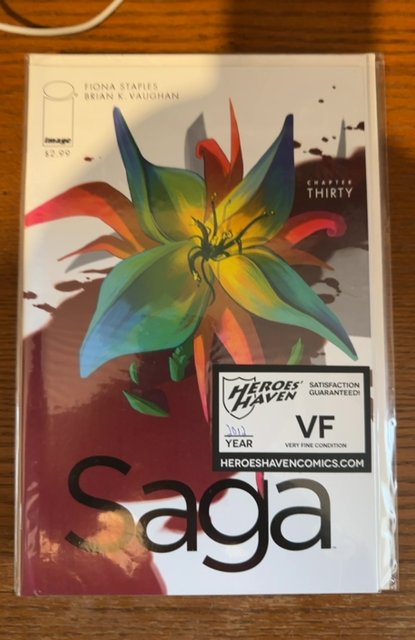 FIONA STAPLES
BRIAN K. VAUGHAN
image
$2.99
CHAPTER
THIRTY
HEROES'
HAVEN
SATISFACTION
GUARANTEED!
2012
YEAR
VF
VERY FINE CONDITION
HEROESHAVENCOMICS.COM
Saga